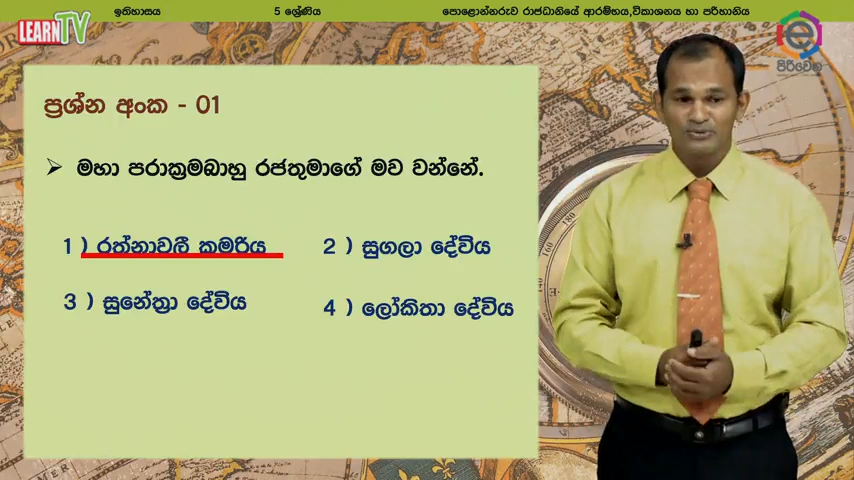 ඉතිහාසය 5 ශ්‍රේණිය පොළොන්නරුව රාජධානියේ ආරම්භය,විකාශනය හා පරිහානිය
LEARN TV
පිරිවෙන
ප්‍රශ්න අංක - 01
➢ මහා පරාක්‍රමබාහු රජතුමාගේ මව වන්නේ.
1 ) රත්නාවලී කුමරිය 2 ) සුගලා දේවිය
3 ) සුනේත්‍රා දේවිය 4 ) ලෝකිතා දේවිය